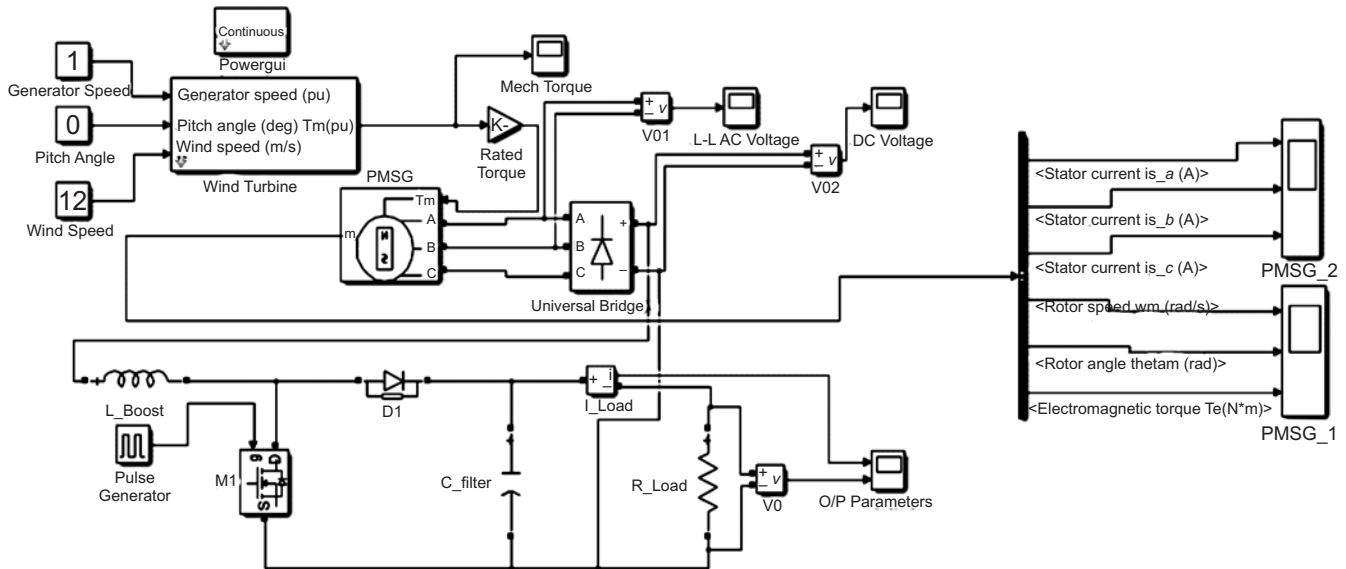 Continuous
Powergui
1
Generator Speed
Generator speed (pu)
Mech Torque
0
Pitch Angle
Pitch angle (deg) Tm(pu)
Wind speed (m/s)
Wind Turbine
12
Wind Speed
K-
Rated
Torque
+
−
v
V01
L-L AC Voltage
+
−
v
V02
DC Voltage
PMSG
Tm
m
A
B
C
N
S
A
B
C
+
−
Universal Bridge
<Stator current is_a (A)>
<Stator current is_b (A)>
<Stator current is_c (A)>
<Rotor speed wm (rad/s)>
<Rotor angle thetam (rad)>
<Electromagnetic torque Te(N*m)>
PMSG_2
PMSG_1
+
L_Boost
D1
+
i
−
I_Load
Pulse
Generator
M1
g
D
S
C_filter
R_Load
+
−
v
V0
O/P Parameters